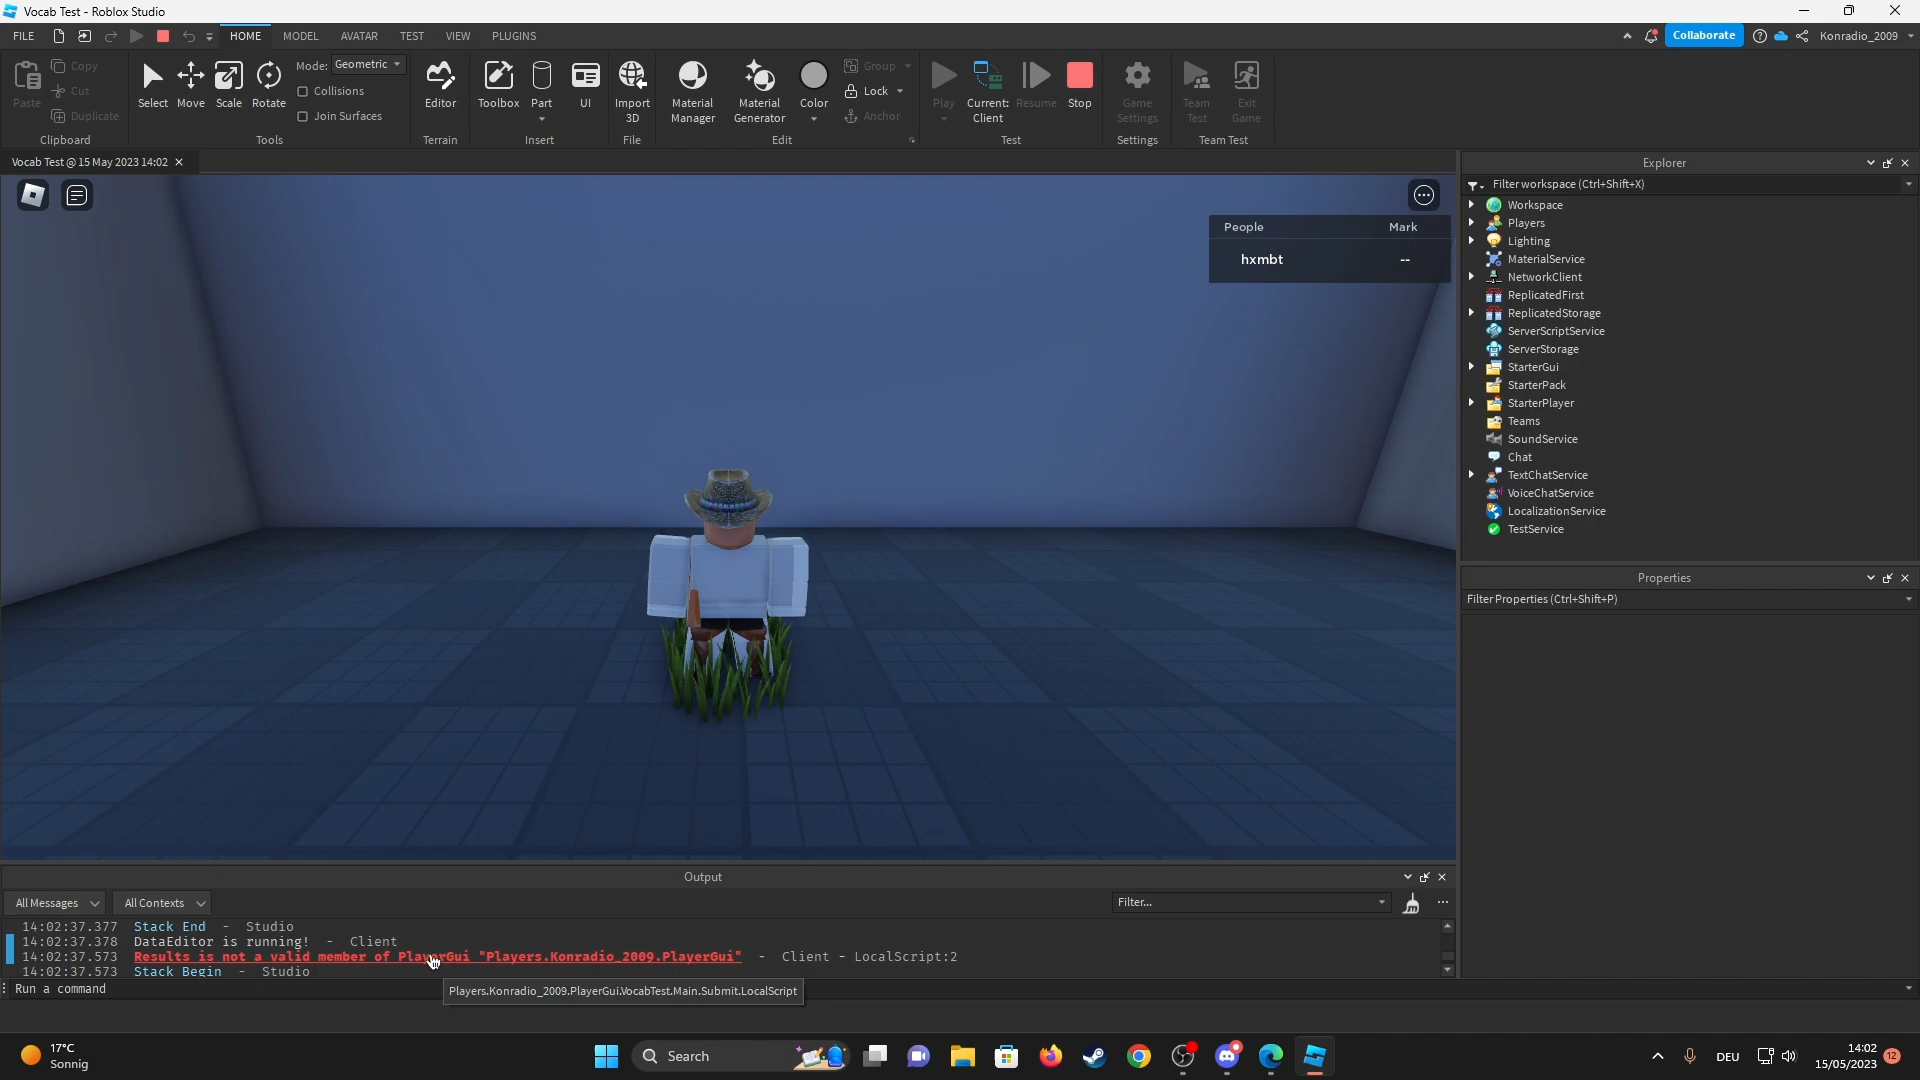 Vocab Test - Roblox Studio
FILE HOME MODEL AVATAR TEST VIEW PLUGINS Collaborate Konradio_2009
Paste Copy Cut Duplicate
Clipboard
Select Move Scale Rotate
Mode: Geometric
Collisions
Join Surfaces
Tools
Editor
Terrain
Toolbox Part UI
Insert
Import
3D
File
Material
Manager
Material
Generator
Color
Group
Lock
Anchor
Edit
Play
Current:
Client
Resume
Stop
Test
Game
Settings
Settings
Team
Test
Exit
Game
Team Test
Vocab Test @ 15 May 2023 14:02
People Mark
hxmbt --
Explorer
Filter workspace (Ctrl+Shift+X)
Workspace
Players
Lighting
MaterialService
NetworkClient
ReplicatedFirst
ReplicatedStorage
ServerScriptService
ServerStorage
StarterGui
StarterPack
StarterPlayer
Teams
SoundService
Chat
TextChatService
VoiceChatService
LocalizationService
TestService
Properties
Filter Properties (Ctrl+Shift+P)
Output
All Messages All Contexts Filter...
14:02:37.377 Stack End - Studio
14:02:37.378 DataEditor is running! - Client
14:02:37.573 Results is not a valid member of PlayerGui "Players.Konradio_2009.PlayerGui" - Client - LocalScript:2
14:02:37.573 Stack Begin - Studio
Run a command
Players.Konradio_2009.PlayerGui.VocabTest.Main.Submit.LocalScript
17°C
Sonnig
Search
DEU
14:02
15/05/2023
12